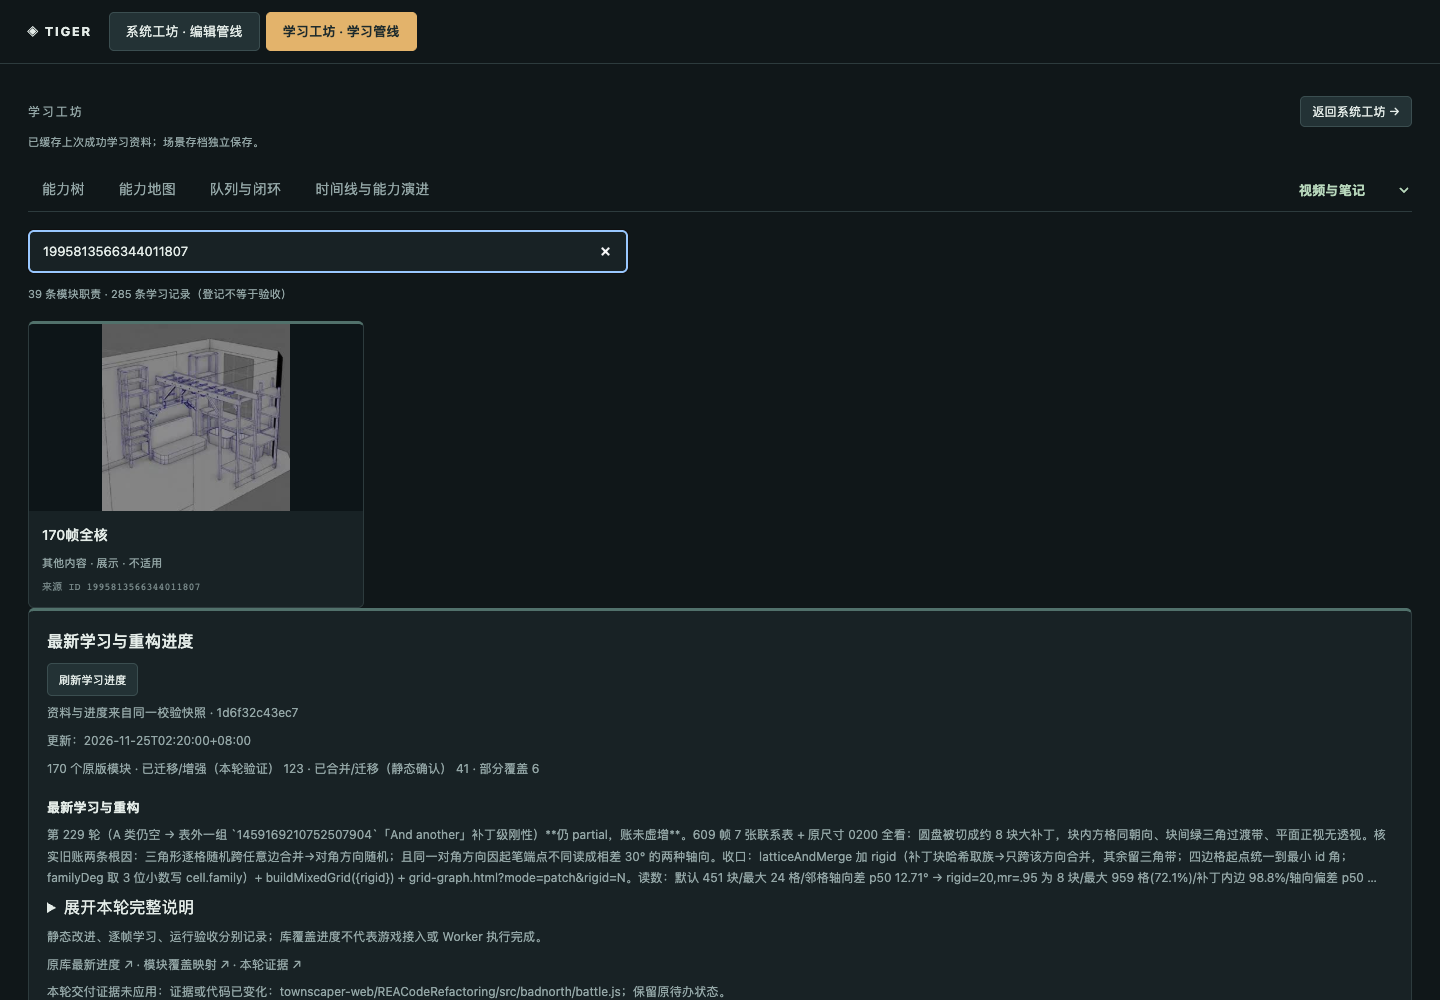 ◈ TIGER 系统工坊 · 编辑管线 学习工坊 · 学习管线
学习工坊
返回系统工坊 →
已缓存上次成功学习资料；场景存档独立保存。
能力树 能力地图 队列与闭环 时间线与能力演进 视频与笔记
1995813566344011807 ×
39 条模块职责 · 285 条学习记录（登记不等于验收）
170帧全核
其他内容 · 展示 · 不适用
来源 ID 1995813566344011807
最新学习与重构进度
刷新学习进度
资料与进度来自同一校验快照 · 1d6f32c43ec7
更新：2026-11-25T02:20:00+08:00
170 个原版模块 · 已迁移/增强（本轮验证） 123 · 已合并/迁移（静态确认） 41 · 部分覆盖 6
最新学习与重构
第 229 轮（A 类仍空 → 表外一组 `1459169210752507904`「And another」补丁级刚性）**仍 partial，账未虚增**。609 帧 7 张联系表 + 原尺寸 0200 全看：圆盘被切成约 8 块大补丁，块内方格同朝向、块间绿三角过渡带、平面正视无透视。核
实旧账两条根因：三角形逐格随机跨任意边合并→对角方向随机；且同一对角方向因起笔端点不同读成相差 30° 的两种轴向。收口：latticeAndMerge 加 rigid（补丁块哈希取族→只跨该方向合并，其余留三角带；四边格起点统一到最小 id 角；
familyDeg 取 3 位小数写 cell.family）+ buildMixedGrid({rigid}) + grid-graph.html?mode=patch&rigid=N。读数：默认 451 块/最大 24 格/邻格轴向差 p50 12.71° → rigid=20,mr=.95 为 8 块/最大 959 格(72.1%)/补丁内边 98.8%/轴向偏差 p50 ...
▶ 展开本轮完整说明
静态改进、逐帧学习、运行验收分别记录；库覆盖进度不代表游戏接入或 Worker 执行完成。
原库最新进度 ↗ · 模块覆盖映射 ↗ · 本轮证据 ↗
本轮交付证据未应用：证据或代码已变化：townscaper-web/REACodeRefactoring/src/badnorth/battle.js；保留原待办状态。